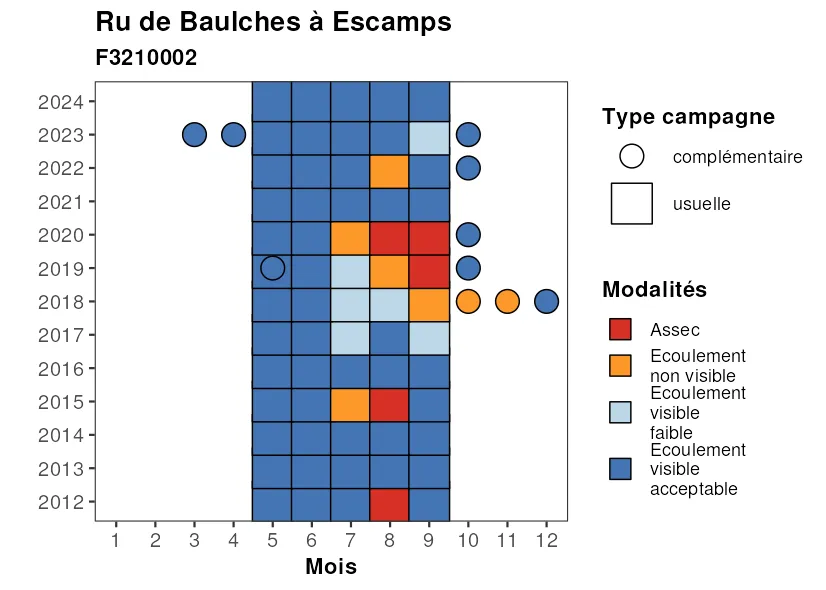 Ru de Baulches à Escamps
F3210002
2024
2023
2022
2021
2020
2019
2018
2017
2016
2015
2014
2013
2012
1 2 3 4 5 6 7 8 9 10 11 12
Mois
Type campagne
complémentaire
usuelle
Modalités
Assec
Ecoulement
non visible
Ecoulement
visible
faible
Ecoulement
visible
acceptable